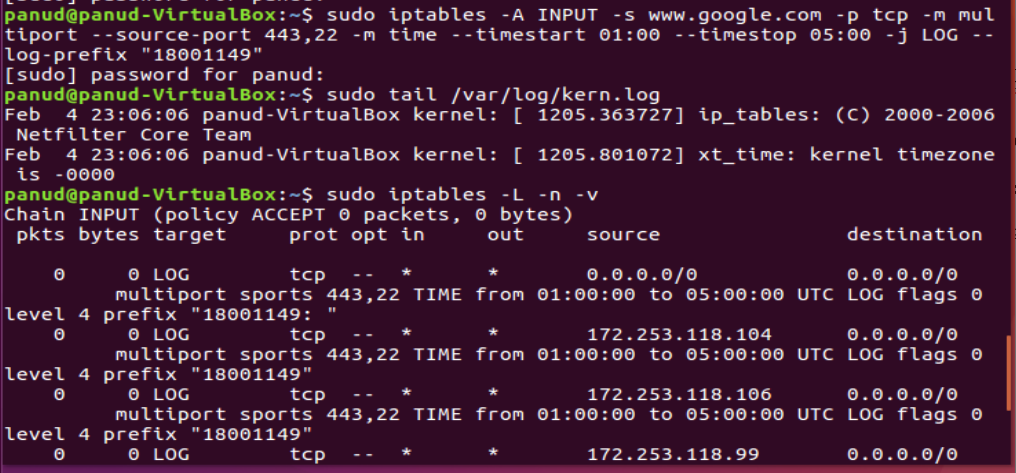 [sudo] password for panud:
panud@panud-VirtualBox:~$ sudo iptables -A INPUT -s www.google.com -p tcp -m mul
tiport --source-port 443,22 -m time --timestart 01:00 --timestop 05:00 -j LOG --
log-prefix "18001149"
[sudo] password for panud:
panud@panud-VirtualBox:~$ sudo tail /var/log/kern.log
Feb  4 23:06:06 panud-VirtualBox kernel: [ 1205.363727] ip_tables: (C) 2000-2006
 Netfilter Core Team
Feb  4 23:06:06 panud-VirtualBox kernel: [ 1205.801072] xt_time: kernel timezone
 is -0000
panud@panud-VirtualBox:~$ sudo iptables -L -n -v
Chain INPUT (policy ACCEPT 0 packets, 0 bytes)
 pkts bytes target     prot opt in     out     source               destination
    0     0 LOG        tcp  --  *      *       0.0.0.0/0            0.0.0.0/0
         multiport sports 443,22 TIME from 01:00:00 to 05:00:00 UTC LOG flags 0
level 4 prefix "18001149: "
    0     0 LOG        tcp  --  *      *       172.253.118.104      0.0.0.0/0
         multiport sports 443,22 TIME from 01:00:00 to 05:00:00 UTC LOG flags 0
level 4 prefix "18001149"
    0     0 LOG        tcp  --  *      *       172.253.118.106      0.0.0.0/0
         multiport sports 443,22 TIME from 01:00:00 to 05:00:00 UTC LOG flags 0
level 4 prefix "18001149"
    0     0 LOG        tcp  --  *      *       172.253.118.99       0.0.0.0/0